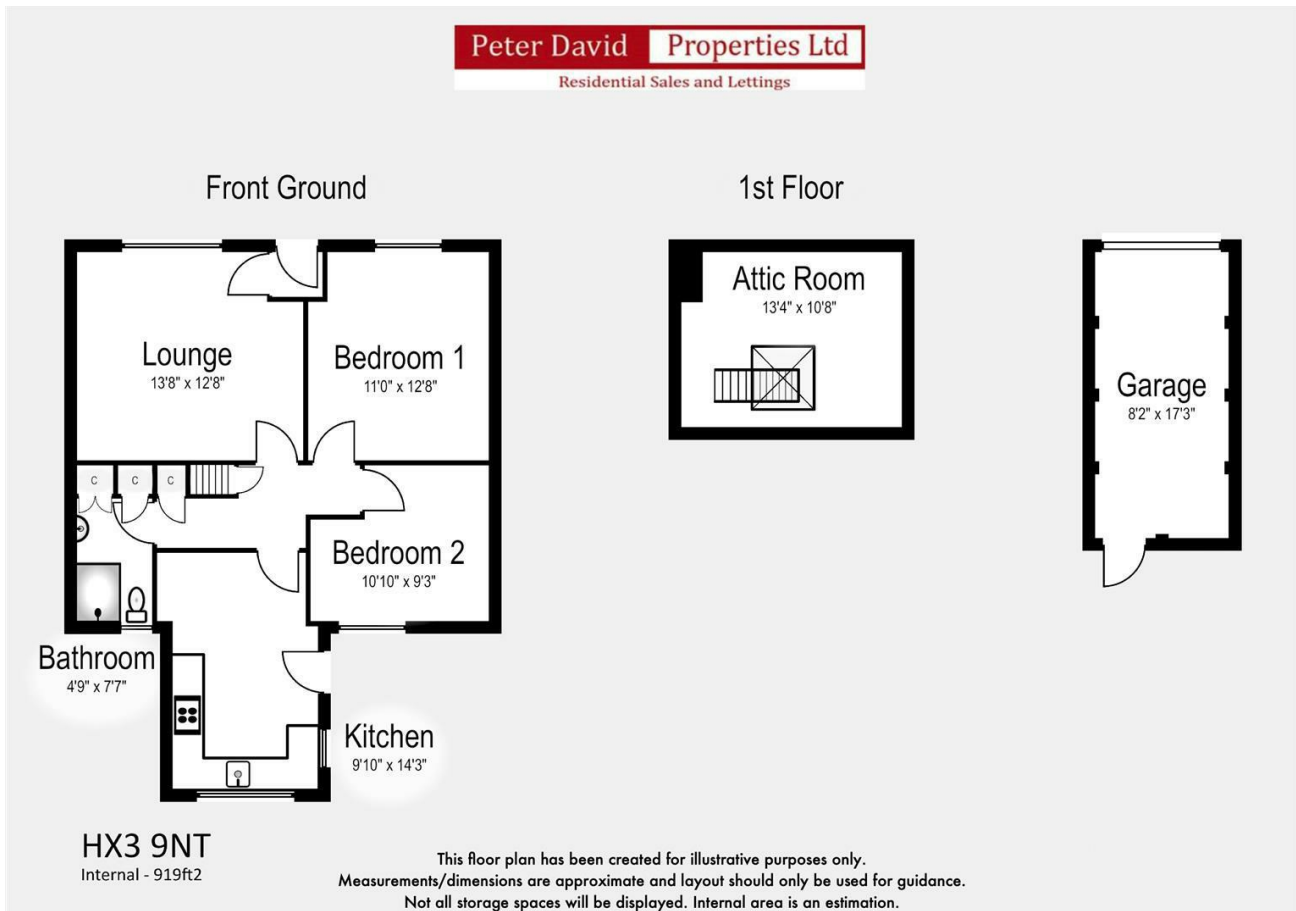 Peter David Properties Ltd
Residential Sales and Lettings
Front Ground
1st Floor
Lounge
13'8" x 12'8"
Bedroom 1
11'0" x 12'8"
Attic Room
13'4" x 10'8"
Garage
8'2" x 17'3"
C C C
Bedroom 2
10'10" x 9'3"
Bathroom
4'9" x 7'7"
Kitchen
9'10" x 14'3"
HX3 9NT
Internal - 919ft2
This floor plan has been created for illustrative purposes only.
Measurements/dimensions are approximate and layout should only be used for guidance.
Not all storage spaces will be displayed. Internal area is an estimation.